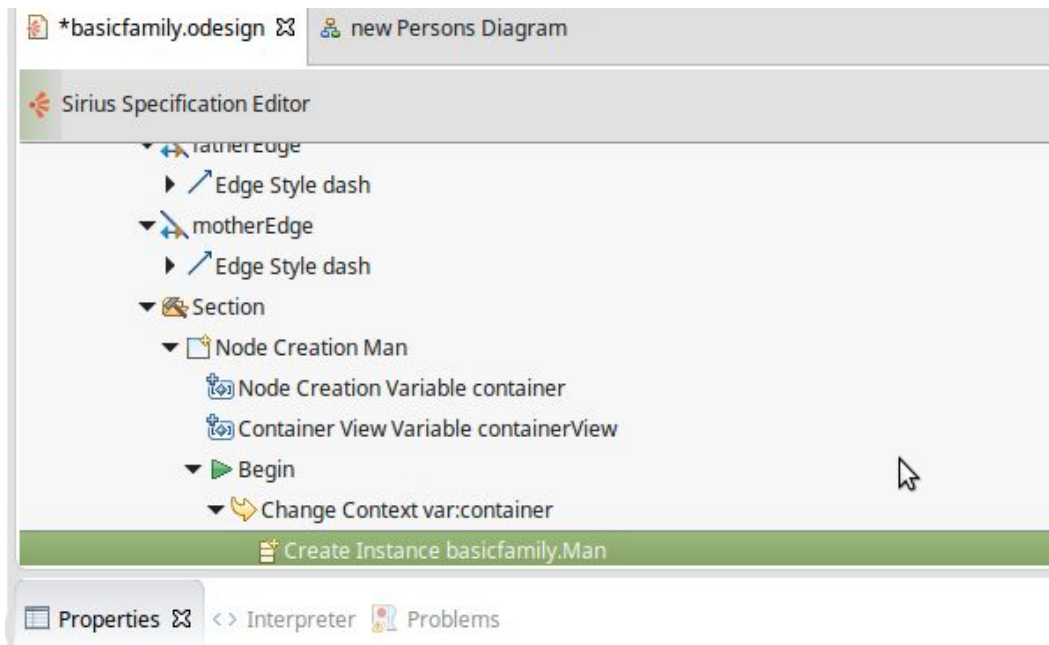 *basicfamily.odesign new Persons Diagram
Sirius Specification Editor
fatherEdge
Edge Style dash
motherEdge
Edge Style dash
Section
Node Creation Man
Node Creation Variable container
Container View Variable containerView
Begin
Change Context var:container
Create Instance basicfamily.Man
Properties Interpreter Problems